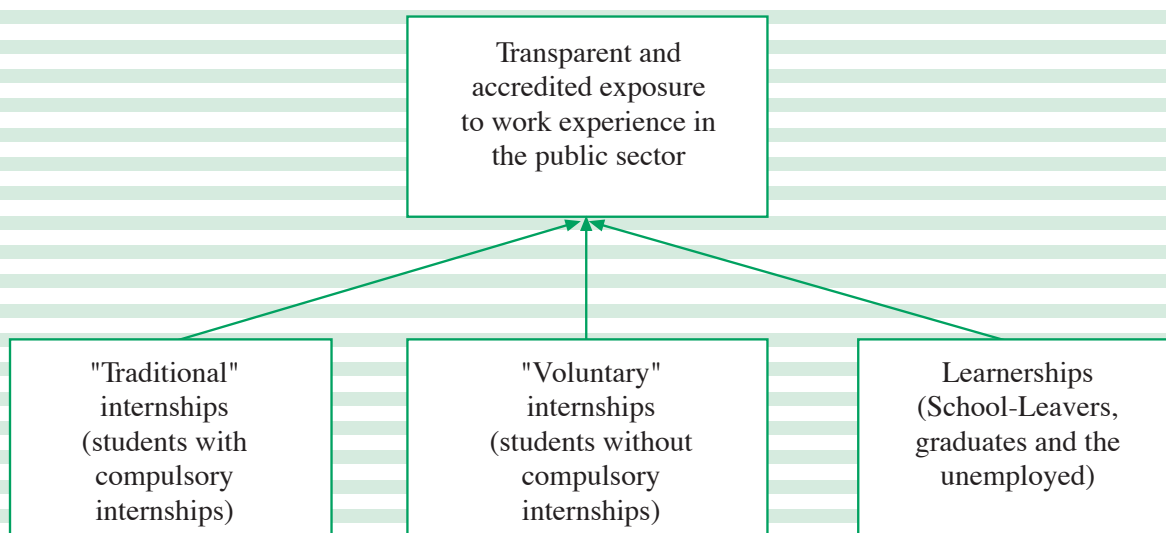 Transparent and
accredited exposure
to work experience in
the public sector
"Traditional"
internships
(students with
compulsory
internships)
"Voluntary"
internships
(students without
compulsory
internships)
Learnerships
(School-Leavers,
graduates and the
unemployed)